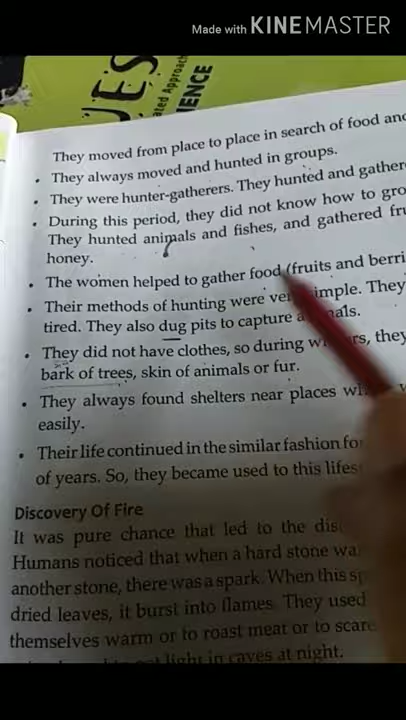 Made with KINEMASTER
UES
ated Approach
IENCE
They moved from place to place in search of food and
• They always moved and hunted in groups.
• They were hunter-gatherers. They hunted and gather
• During this period, they did not know how to gro
They hunted animals and fishes, and gathered fru
honey.
• The women helped to gather food (fruits and berri
• Their methods of hunting were simple. They
tired. They also dug pits to capture
• They did not have clothes, so during they
bark of trees, skin of animals or fur.
• They always found shelters near places
easily.
• Their life continued in the similar fashion fo
of years. So, they became used to this lifes
Discovery Of Fire
It was pure chance that led to the dis
Humans noticed that when a hard stone wa
another stone, there was a spark. When this sp
dried leaves, it burst into flames. They used
themselves warm or to roast meat or to scare
light in caves at night.